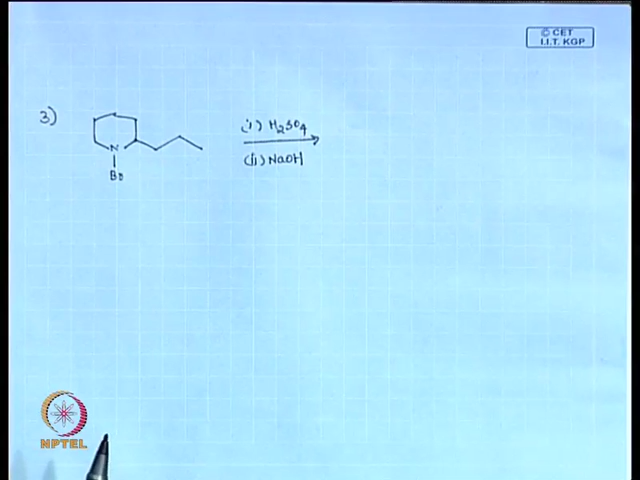 © CET
I.I.T. KGP
3)
(i) H2SO4
(ii) NaOH
N
Br
NPTEL